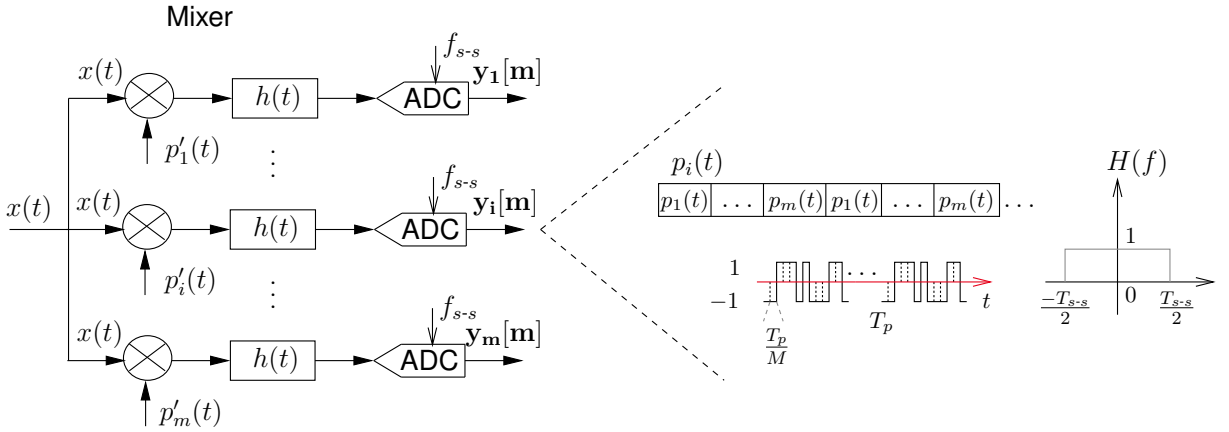 Mixer
x(t)
f_{s-s}
y_1[m]
h(t)
ADC
p'_1(t)
⋮
x(t)
x(t)
f_{s-s}
y_i[m]
h(t)
ADC
p'_i(t)
⋮
x(t)
f_{s-s}
y_m[m]
h(t)
ADC
p'_m(t)
p_i(t)
p_1(t) ... p_m(t) p_1(t) ... p_m(t) ...
1
-1
...
t
T_p/M
T_p
H(f)
1
0
-T_{s-s}/2
T_{s-s}/2